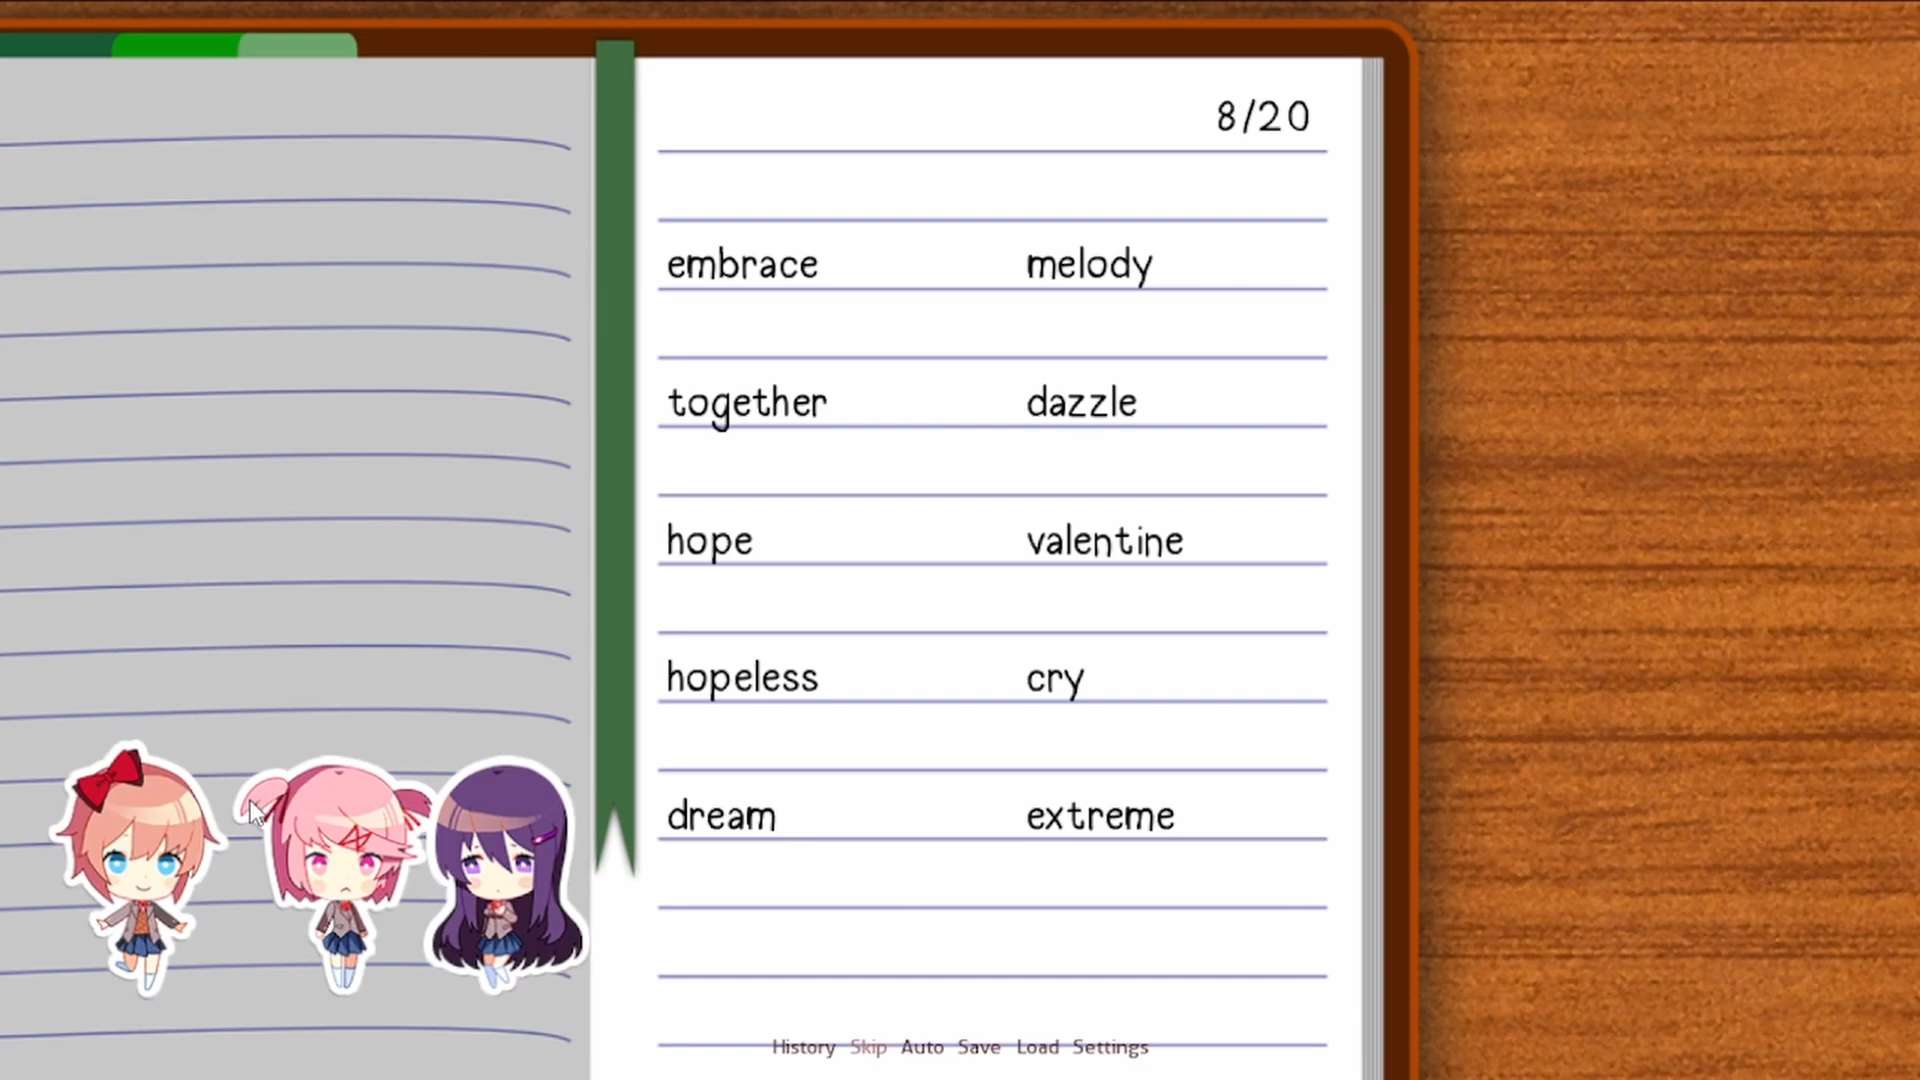 8/20
embrace melody
together dazzle
hope valentine
hopeless cry
dream extreme
History Skip Auto Save Load Settings